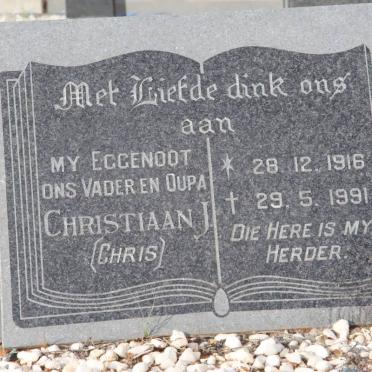 Met Liefde dink ons
aan
MY EGGENOOT
ONS VADER EN OUPA
CHRISTIAAN J.
(CHRIS)
* 28. 12. 1916
† 29. 5. 1991
DIE HERE IS MY
HERDER.